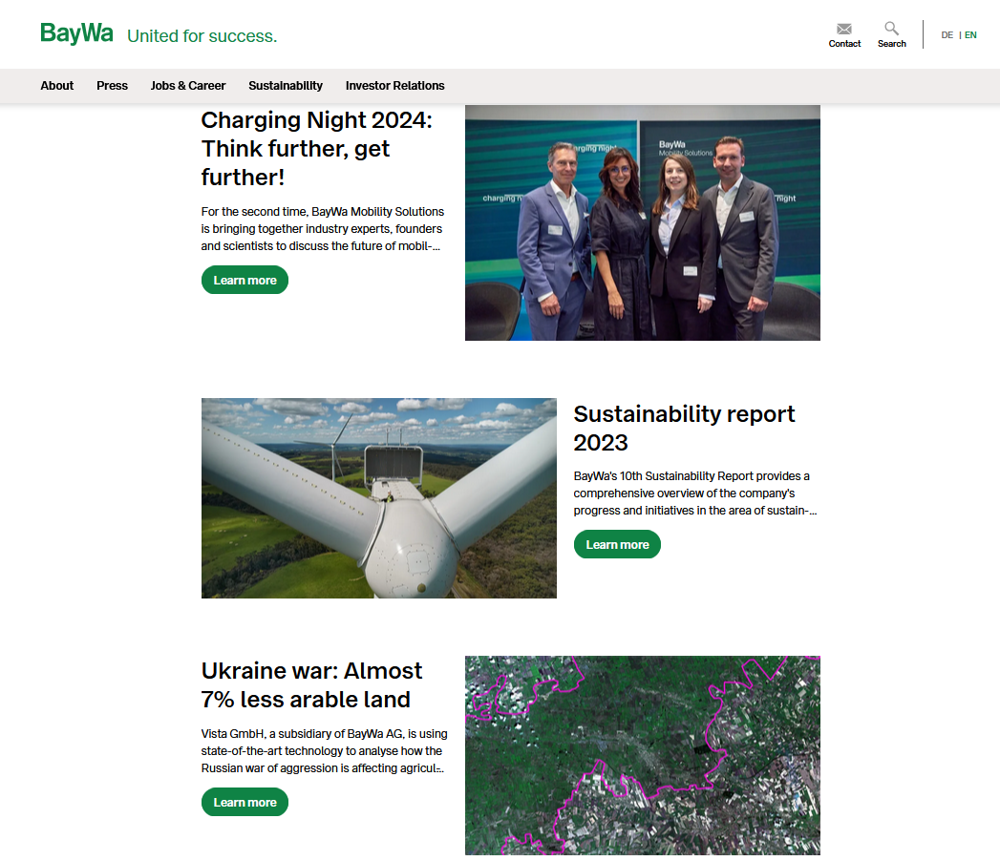 BayWa United for success.
Contact
Search
DE | EN
About Press Jobs & Career Sustainability Investor Relations
Charging Night 2024:
Think further, get
further!
For the second time, BayWa Mobility Solutions
is bringing together industry experts, founders
and scientists to discuss the future of mobil-...
Learn more
BayWa
Mobility Solutions
night
Sustainability report
2023
BayWa's 10th Sustainability Report provides a
comprehensive overview of the company's
progress and initiatives in the area of sustain-...
Learn more
Ukraine war: Almost
7% less arable land
Vista GmbH, a subsidiary of BayWa AG, is using
state-of-the-art technology to analyse how the
Russian war of aggression is affecting agricul-...
Learn more